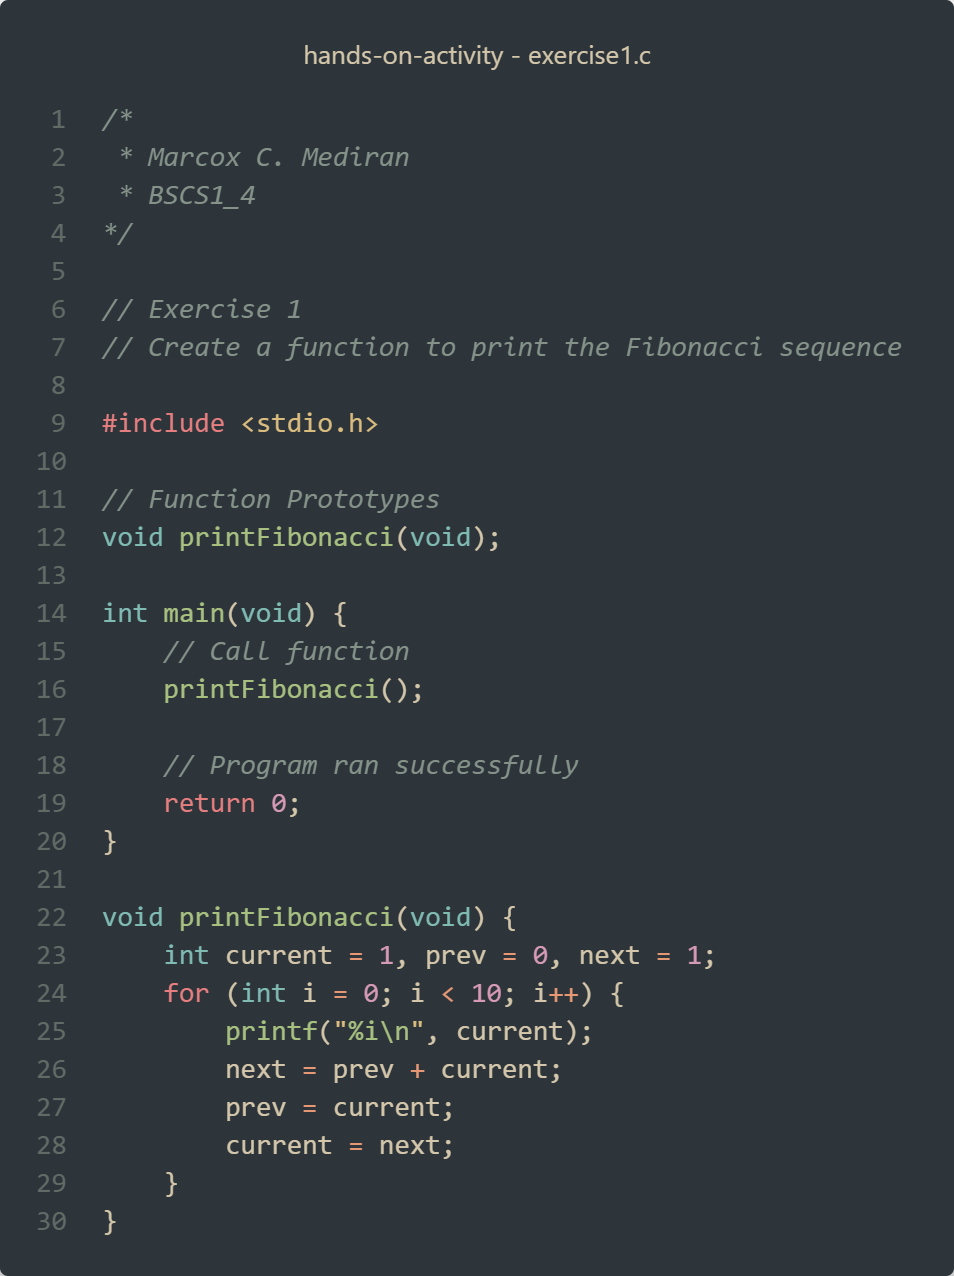 hands-on-activity - exercise1.c
1 /*
2  * Marcox C. Mediran
3  * BSCS1_4
4 */
5
6 // Exercise 1
7 // Create a function to print the Fibonacci sequence
8
9 #include <stdio.h>
10
11 // Function Prototypes
12 void printFibonacci(void);
13
14 int main(void) {
15     // Call function
16     printFibonacci();
17
18     // Program ran successfully
19     return 0;
20 }
21
22 void printFibonacci(void) {
23     int current = 1, prev = 0, next = 1;
24     for (int i = 0; i < 10; i++) {
25         printf("%i\n", current);
26         next = prev + current;
27         prev = current;
28         current = next;
29     }
30 }